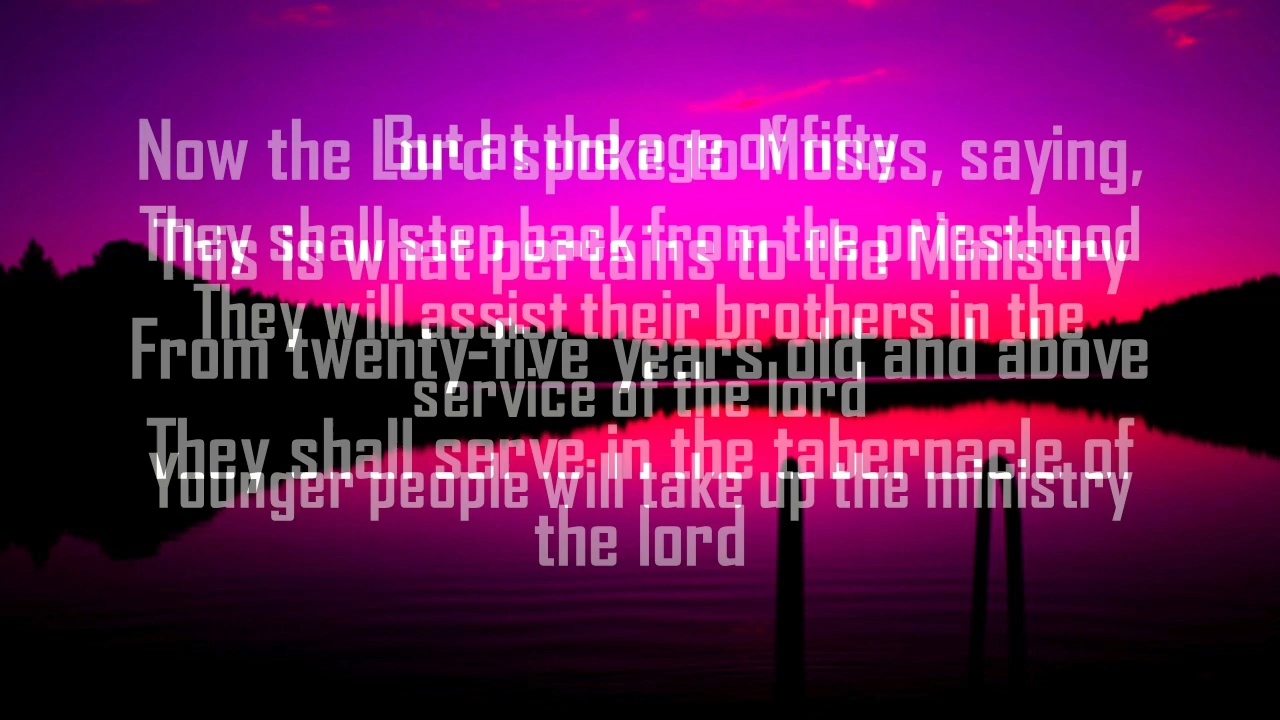 Now the Lord spoke to Moses, saying,
This is what pertains to the Ministry
From twenty-five years old and above
They shall serve in the tabernacle of
the lord
But at the age of fifty
They shall step back from the priesthood
They will assist their brothers in the
service of the lord
Younger people will take up the ministry